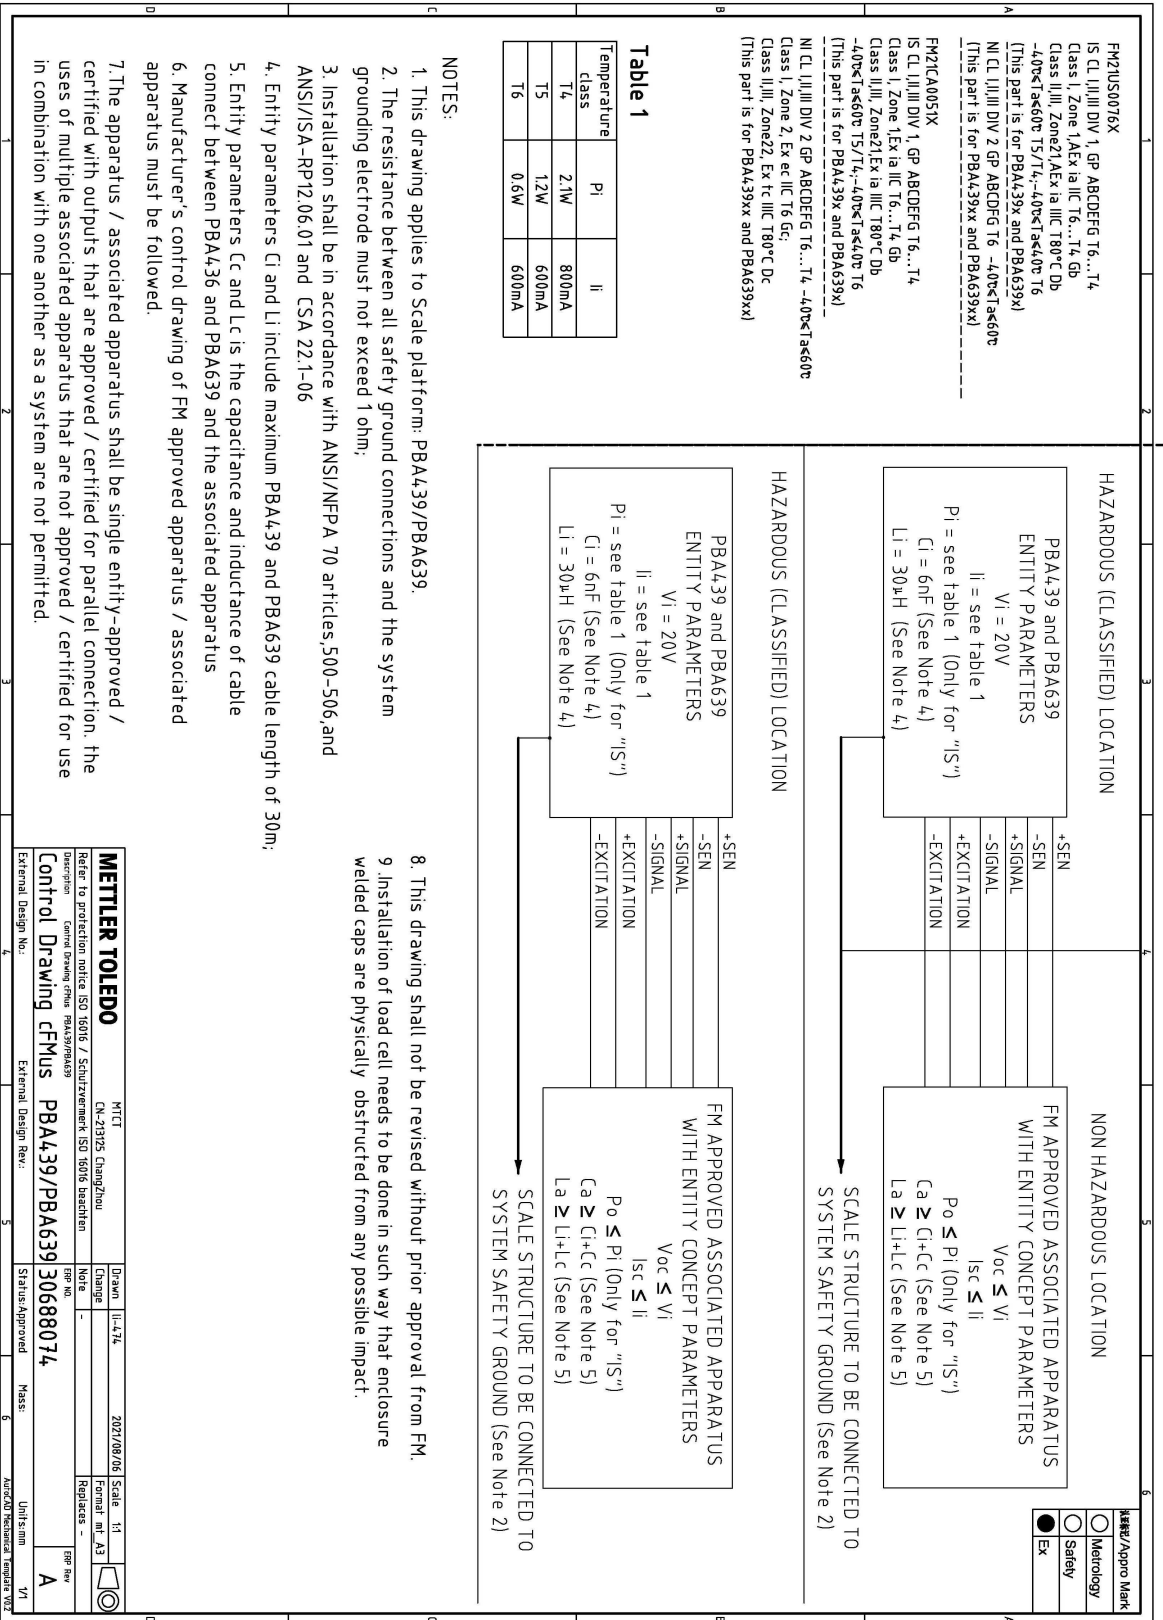 FM21US0076X
IS CL I,II,III DIV 1, GP ABCDEFG T6...T4
Class I, Zone 1,AEx ia IIC T6...T4 Gb
Class II,III, Zone21,AEx ia IIIC T80°C Db
-40℃≤Ta≤60℃ T5/T4;-40℃≤Ta≤40℃ T6
(This part is for PBA439x and PBA639x)
NI CL I,II,III DIV 2 GP ABCDFG T6 -40℃≤Ta≤60℃
(This part is for PBA439xx and PBA639xx)
FM21CA0051X
IS CL I,II,III DIV 1, GP ABCDEFG T6...T4
Class I, Zone 1,Ex ia IIC T6...T4 Gb
Class II,III, Zone21,Ex ia IIIC T80°C Db
-40℃≤Ta≤60℃ T5/T4;-40℃≤Ta≤40℃ T6
(This part is for PBA439x and PBA639x)
NI CL I,II,III DIV 2 GP ABCDEFG T6...T4 -40℃≤Ta≤60℃
Class I, Zone 2, Ex ec IIC T6 Gc;
Class II,III, Zone22, Ex tc IIIC T80°C Dc
(This part is for PBA439xx and PBA639xx)
Table 1
Temperature class Pi Ii
T4 2.1W 800mA
T5 1.2W 600mA
T6 0.6W 600mA
HAZARDOUS (CLASSIFIED) LOCATION
NON HAZARDOUS LOCATION
PBA439 and PBA639
ENTITY PARAMETERS
Vi = 20V
Ii = see table 1
Pi = see table 1 (Only for "IS")
Ci = 6nF (See Note 4)
Li = 30μH (See Note 4)
+SEN
-SEN
+SIGNAL
-SIGNAL
+EXCITATION
-EXCITATION
FM APPROVED ASSOCIATED APPARATUS
WITH ENTITY CONCEPT PARAMETERS
Voc ≤ Vi
Isc ≤ Ii
Po ≤ Pi (Only for "IS")
Ca ≥ Ci+Cc (See Note 5)
La ≥ Li+Lc (See Note 5)
SCALE STRUCTURE TO BE CONNECTED TO
SYSTEM SAFETY GROUND (See Note 2)
HAZARDOUS (CLASSIFIED) LOCATION
PBA439 and PBA639
ENTITY PARAMETERS
Vi = 20V
Ii = see table 1
Pi = see table 1 (Only for "IS")
Ci = 6nF (See Note 4)
Li = 30μH (See Note 4)
+SEN
-SEN
+SIGNAL
-SIGNAL
+EXCITATION
-EXCITATION
FM APPROVED ASSOCIATED APPARATUS
WITH ENTITY CONCEPT PARAMETERS
Voc ≤ Vi
Isc ≤ Ii
Po ≤ Pi (Only for "IS")
Ca ≥ Ci+Cc (See Note 5)
La ≥ Li+Lc (See Note 5)
SCALE STRUCTURE TO BE CONNECTED TO
SYSTEM SAFETY GROUND (See Note 2)
/Appro Mark
Metrology
Safety
Ex
NOTES:
1. This drawing applies to Scale platform: PBA439/PBA639.
2. The resistance between all safety ground connections and the system
grounding electrode must not exceed 1 ohm;
3. Installation shall be in accordance with ANSI/NFPA 70 articles,500-506,and
ANSI/ISA-RP12.06.01 and CSA 22.1-06
4. Entity parameters Ci and Li include maximum PBA439 and PBA639 cable length of 30m;
5. Entity parameters Cc and Lc is the capacitance and inductance of cable
connect between PBA436 and PBA639 and the associated apparatus
6. Manufacturer's control drawing of FM approved apparatus / associated
apparatus must be followed.
7.The apparatus / associated apparatus shall be single entity-approved /
certified with outputs that are approved / certified for parallel connection. the
uses of multiple associated apparatus that are not approved / certified for use
in combination with one another as a system are not permitted.
8. This drawing shall not be revised without prior approval from FM.
9 .Installation of load cell needs to be done in such way that enclosure
welded caps are physically obstructed from any possible impact.
METTLER TOLEDO
MTCT
CN-213125 ChangZhou
Refer to protection notice ISO 16016 / Schutzvermerk ISO 16016 beachten
Description Control Drawing cFMus PBA439/PBA639
Control Drawing cFMus PBA439/PBA639
External Design No.:
External Design Rev.:
Drawn li-474 2021/08/06
Change
Note -
Scale 1:1
Format mt_A3
Replaces -
ERP NO.
30688074
ERP Rev
A
Status:Approved
Mass:
Units:mm
1/1
AutoCAD Mechanical Template V0.2
1
2
3
4
5
6
1
2
3
4
5
6
A
B
C
D
A
B
C
D